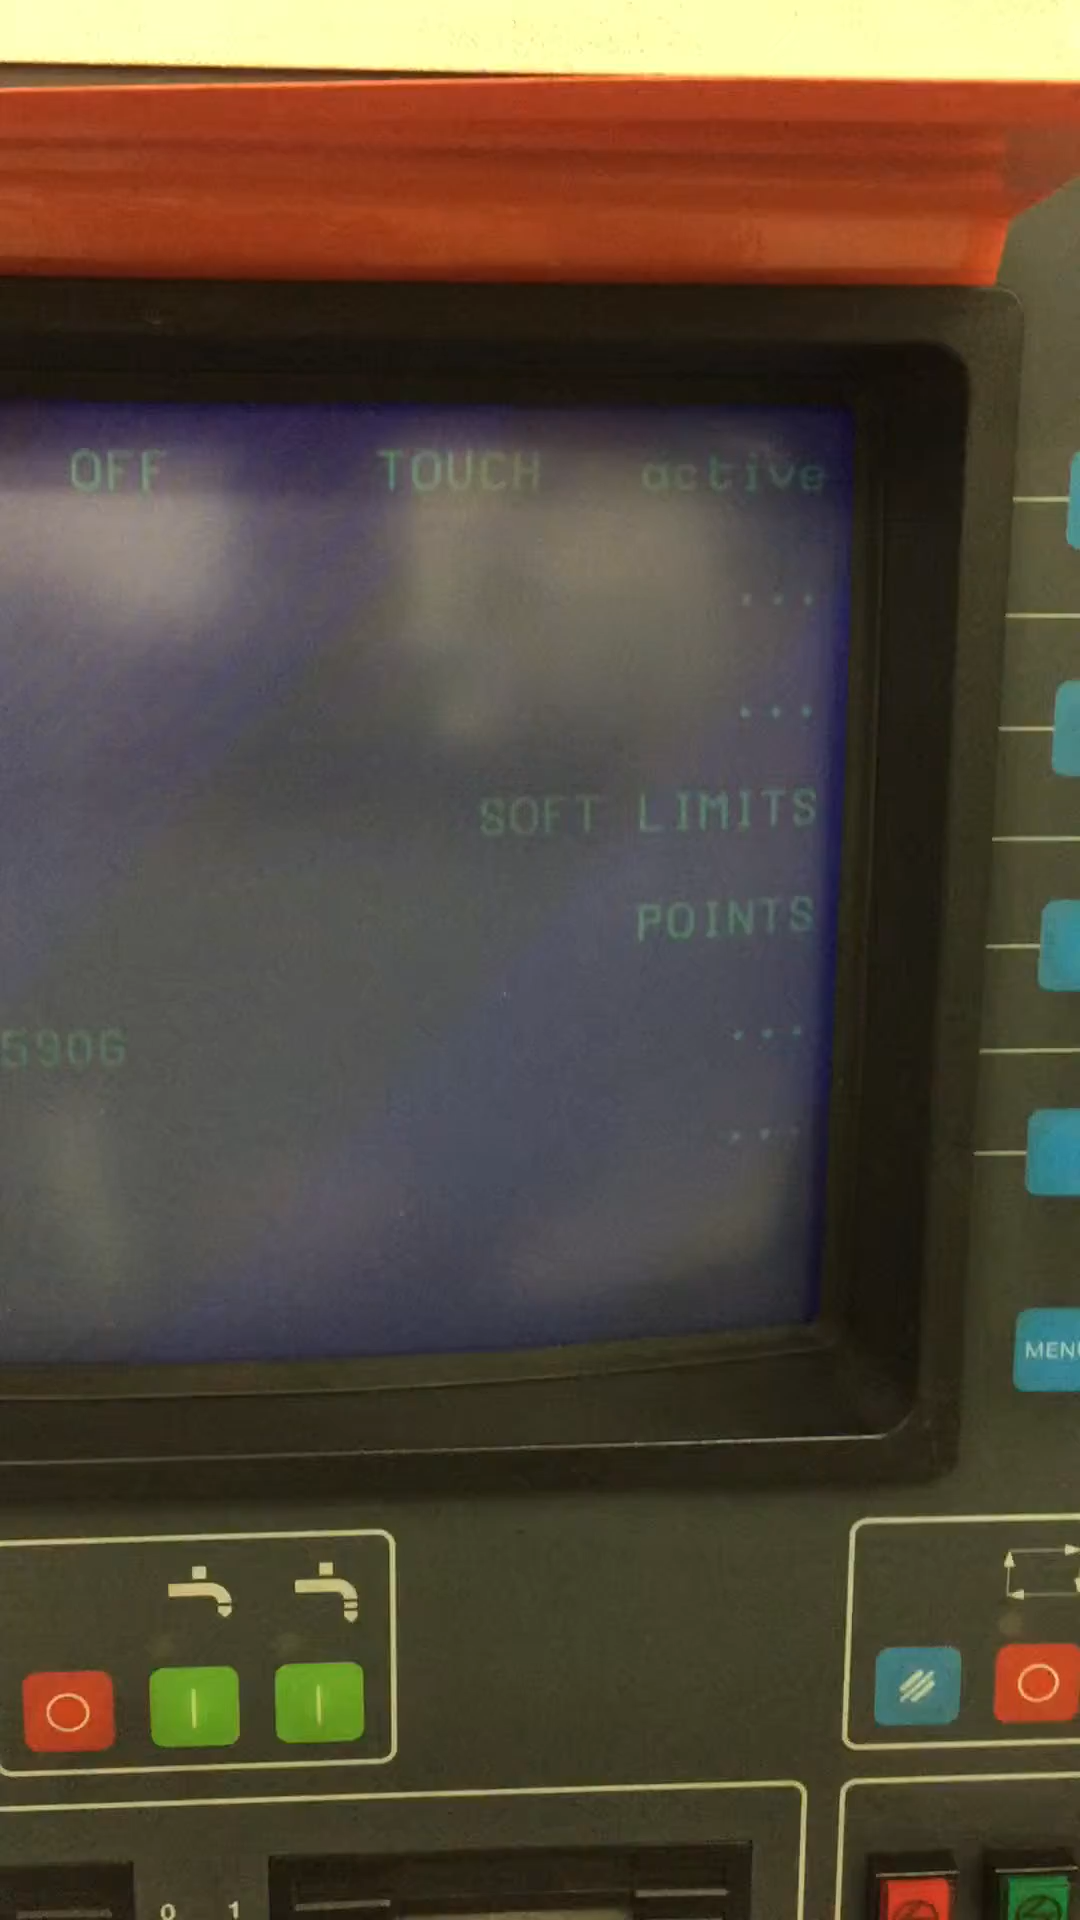 OFF TOUCH active
...
...
SOFT LIMITS
POINTS
590G
...
...
MENU
0 1